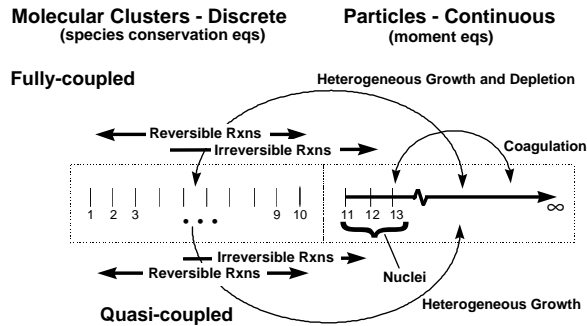 Molecular Clusters - Discrete
(species conservation eqs)
Particles - Continuous
(moment eqs)
Fully-coupled
Heterogeneous Growth and Depletion
Reversible Rxns
Irreversible Rxns
Coagulation
1 2 3 • • • 9 10 11 12 13 ∞
Irreversible Rxns
Reversible Rxns
Nuclei
Heterogeneous Growth
Quasi-coupled